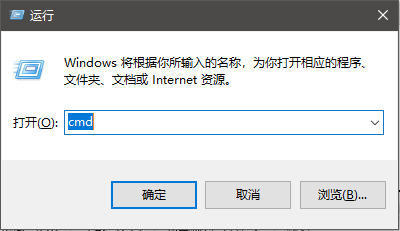 运行
Windows 将根据你所输入的名称，为你打开相应的程序、
文件夹、文档或 Internet 资源。
打开(O): cmd
确定 取消 浏览(B)...